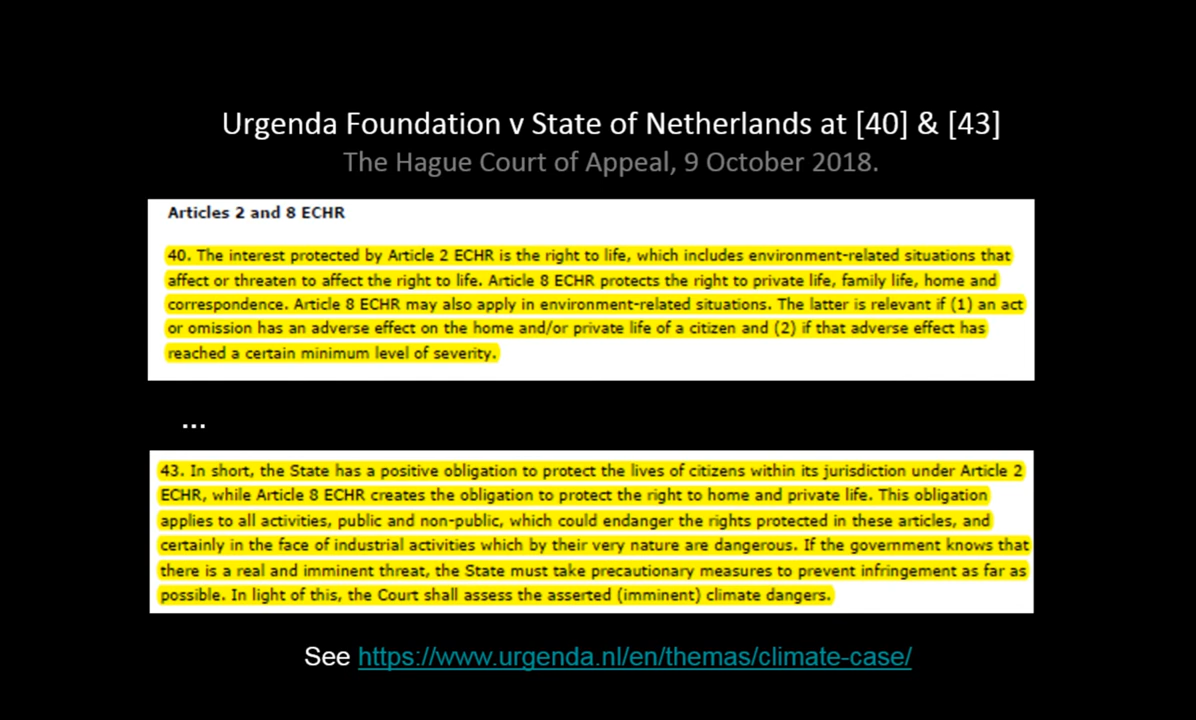 Urgenda Foundation v State of Netherlands at [40] & [43]
The Hague Court of Appeal, 9 October 2018.
Articles 2 and 8 ECHR
40. The interest protected by Article 2 ECHR is the right to life, which includes environment-related situations that
affect or threaten to affect the right to life. Article 8 ECHR protects the right to private life, family life, home and
correspondence. Article 8 ECHR may also apply in environment-related situations. The latter is relevant if (1) an act
or omission has an adverse effect on the home and/or private life of a citizen and (2) if that adverse effect has
reached a certain minimum level of severity.
...
43. In short, the State has a positive obligation to protect the lives of citizens within its jurisdiction under Article 2
ECHR, while Article 8 ECHR creates the obligation to protect the right to home and private life. This obligation
applies to all activities, public and non-public, which could endanger the rights protected in these articles, and
certainly in the face of industrial activities which by their very nature are dangerous. If the government knows that
there is a real and imminent threat, the State must take precautionary measures to prevent infringement as far as
possible. In light of this, the Court shall assess the asserted (imminent) climate dangers.
See https://www.urgenda.nl/en/themas/climate-case/